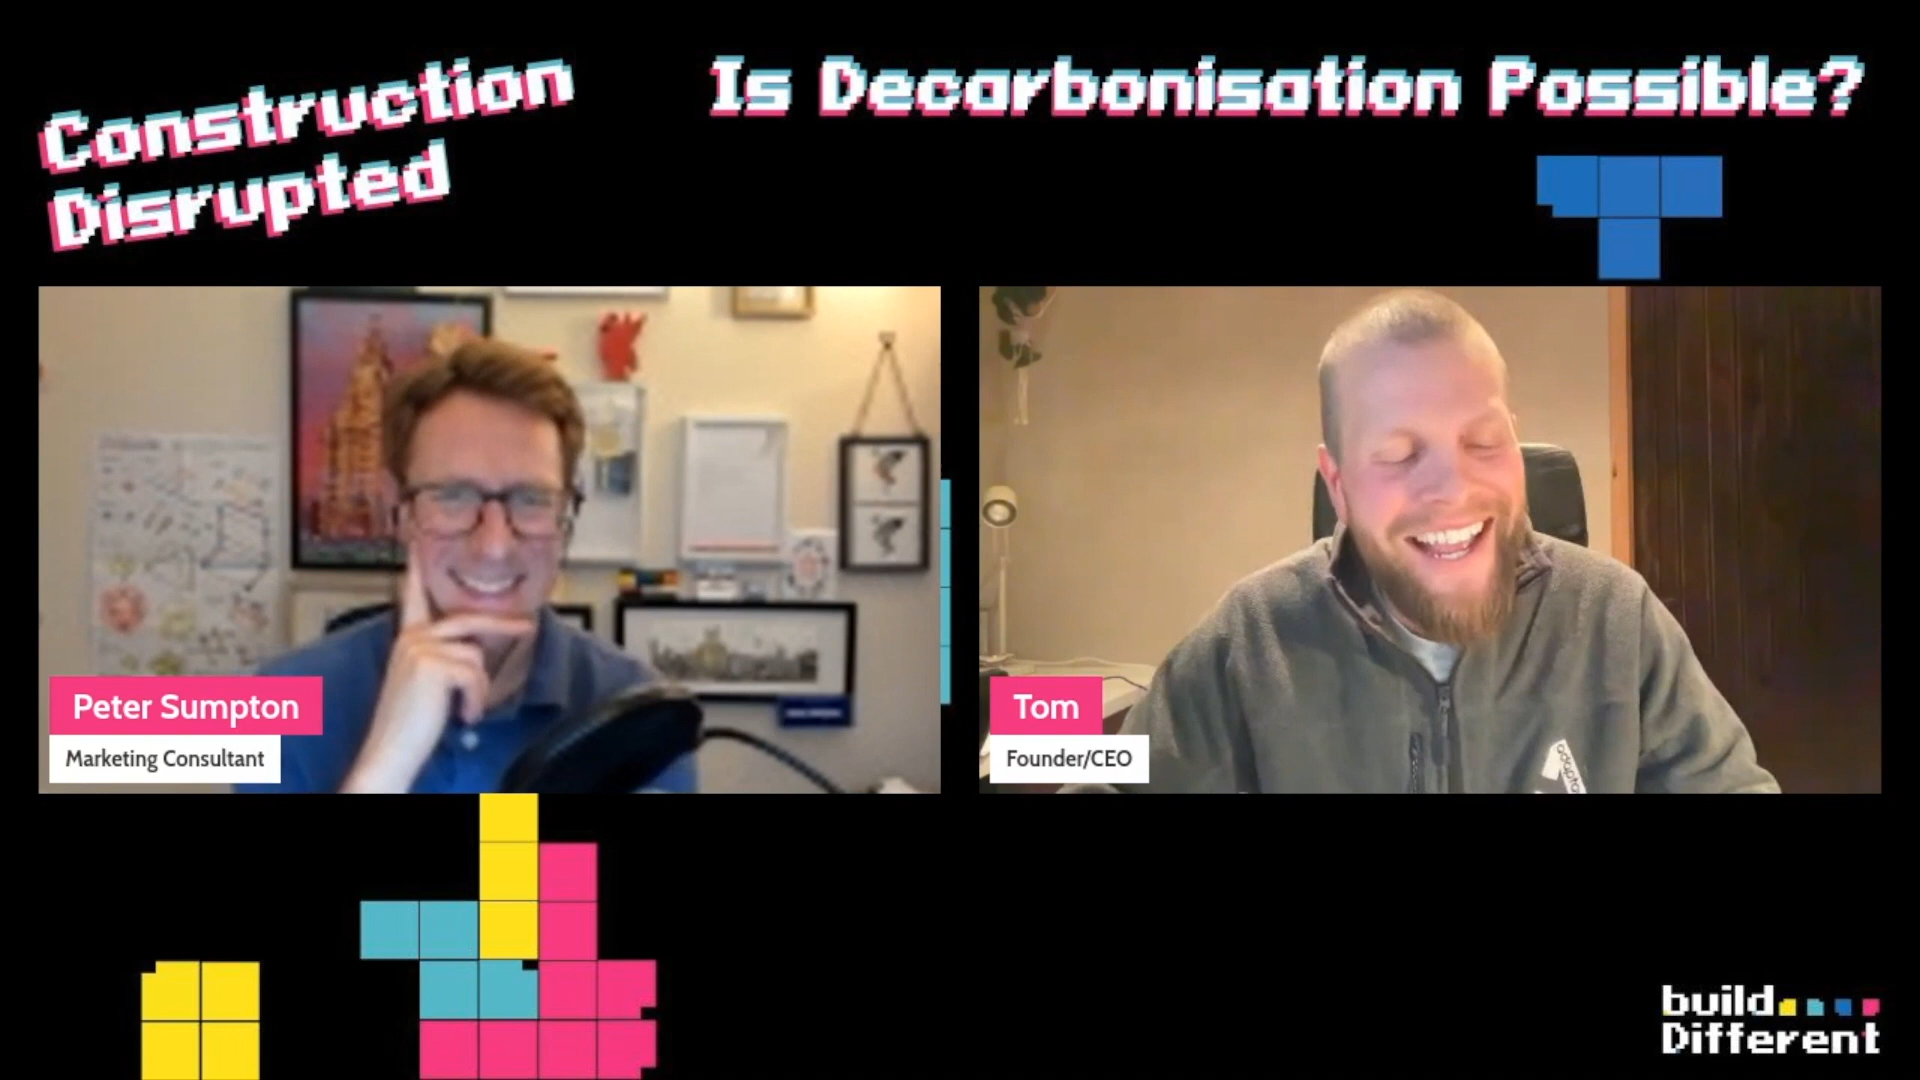 Construction
Disrupted
Is Decarbonisation Possible?
Peter Sumpton
Marketing Consultant
Tom
Founder/CEO
build
Different